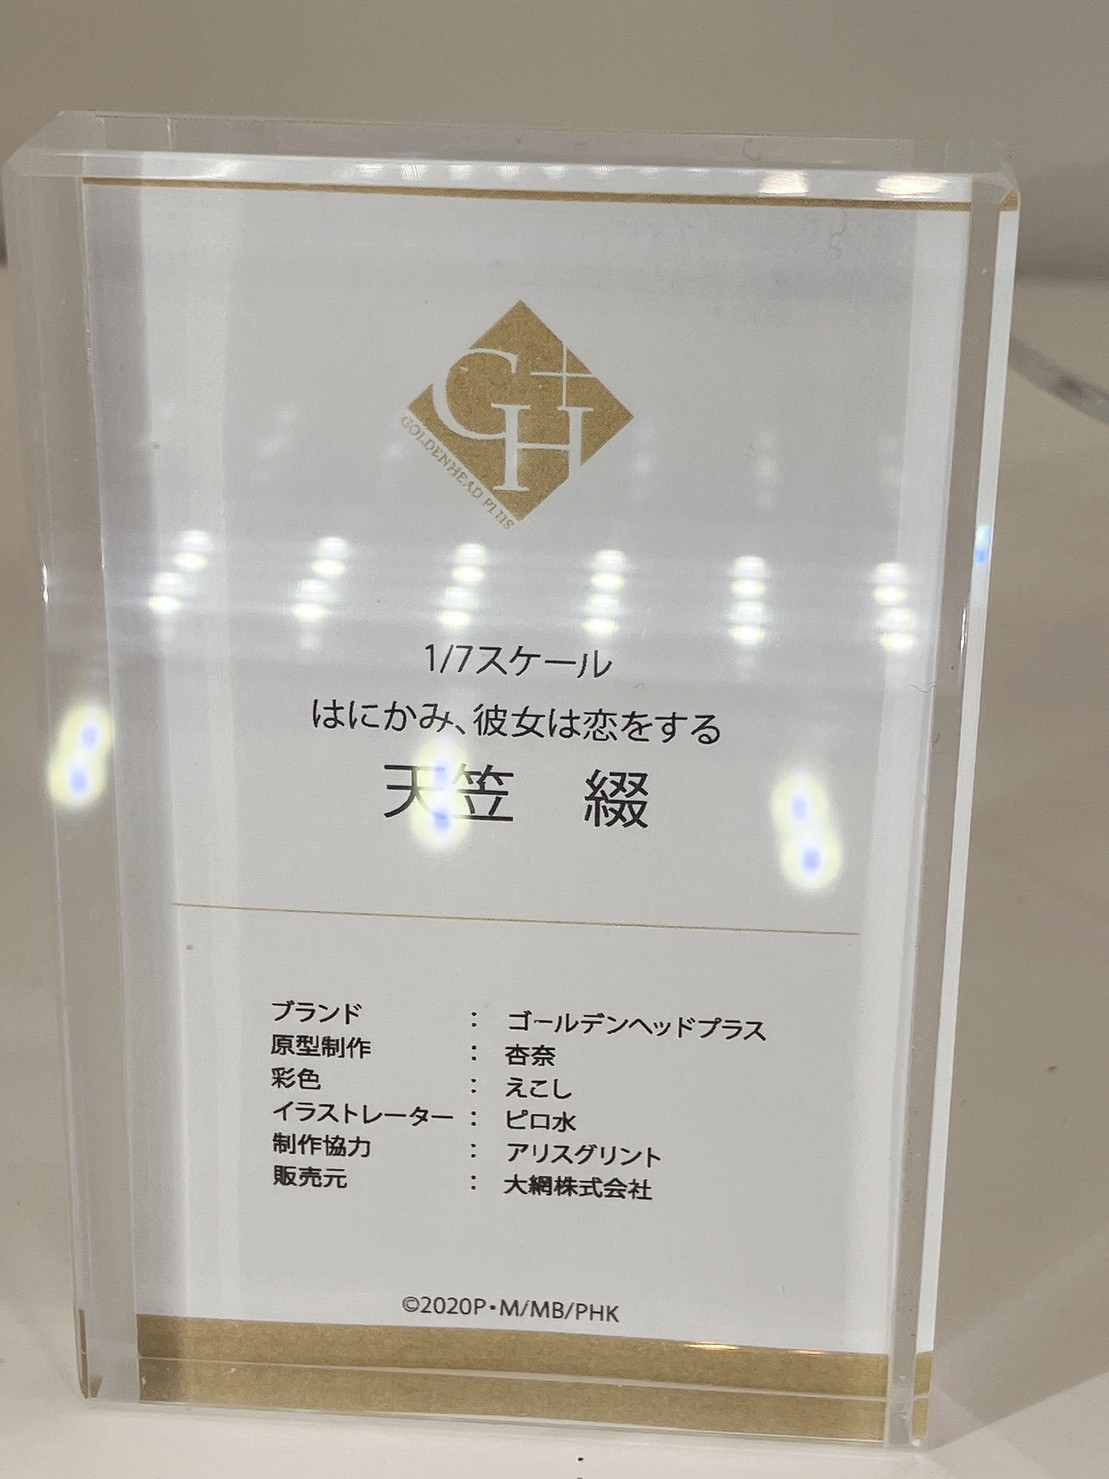 G+H
GOLDENHEAD PLUS
1/7スケール
はにかみ、彼女は恋をする
天笠　綴
ブランド : ゴールデンヘッドプラス
原型制作 : 杏奈
彩色 : えこし
イラストレーター : ピロ水
制作協力 : アリスグリント
販売元 : 大網株式会社
©2020P・M/MB/PHK